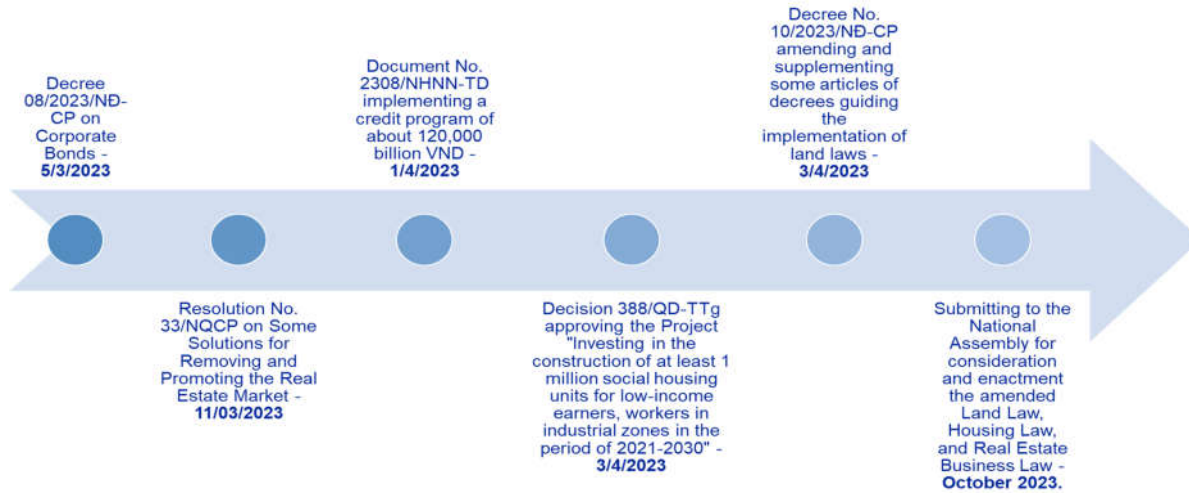 Decree
08/2023/NĐ-
CP on
Corporate
Bonds -
5/3/2023
Resolution No.
33/NQCP on Some
Solutions for
Removing and
Promoting the Real
Estate Market -
11/03/2023
Document No.
2308/NHNN-TD
implementing a
credit program of
about 120,000
billion VND -
1/4/2023
Decision 388/QD-TTg
approving the Project
"Investing in the
construction of at least 1
million social housing
units for low-income
earners, workers in
industrial zones in the
period of 2021-2030" -
3/4/2023
Decree No.
10/2023/NĐ-CP
amending and
supplementing
some articles of
decrees guiding
the
implementation of
land laws -
3/4/2023
Submitting to the
National
Assembly for
consideration
and enactment
the amended
Land Law,
Housing Law,
and Real Estate
Business Law -
October 2023.